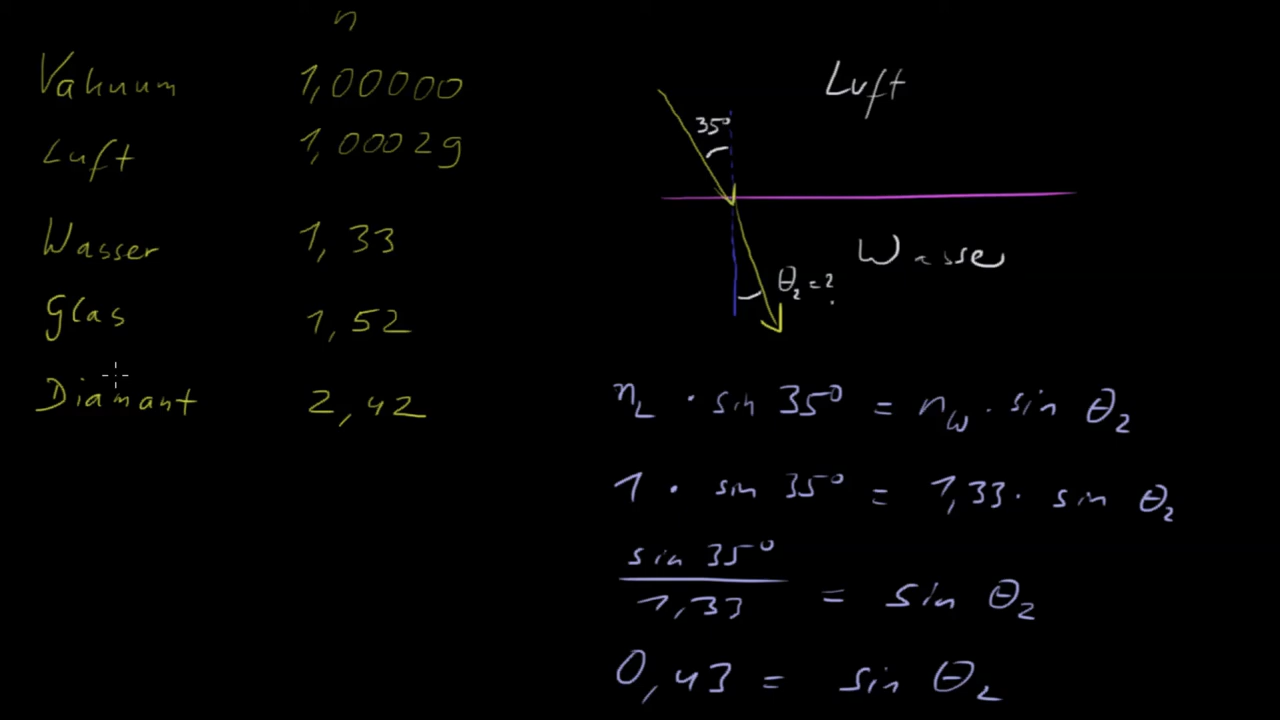 n
Vakuum 1,00000
Luft 1,00029
Wasser 1,33
Glas 1,52
Diamant 2,42
Luft
35°
Wasse
θ₂=?
n_L · sin 35° = n_W · sin θ₂
1 · sin 35° = 1,33 · sin θ₂
sin 35°
1,33
= sin θ₂
0,43 = sin θ₂